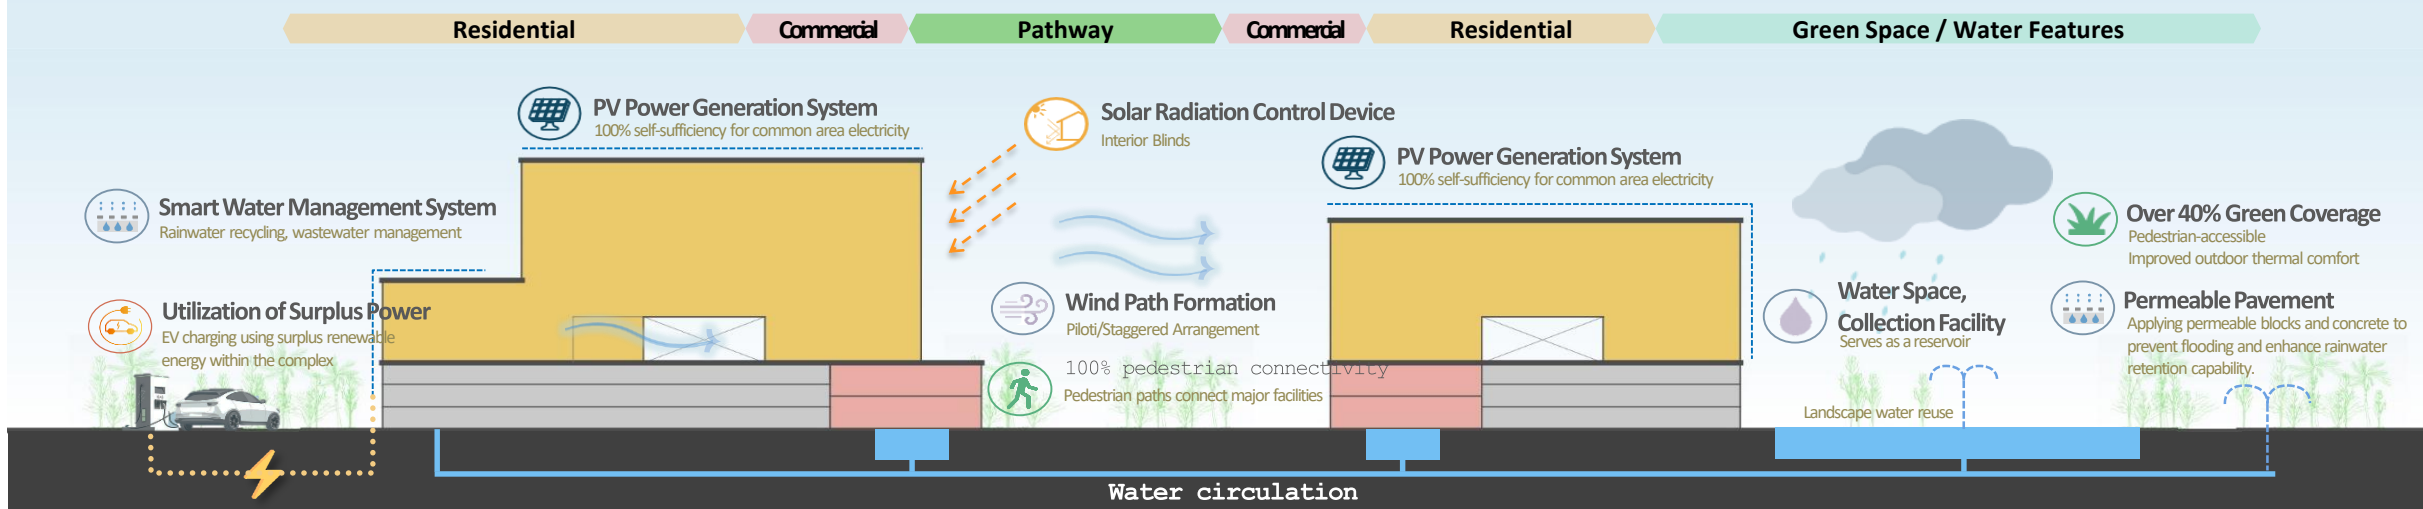 Residential
Commercial
Pathway
Commercial
Residential
Green Space / Water Features
PV Power Generation System
100% self-sufficiency for common area electricity
Solar Radiation Control Device
Interior Blinds
PV Power Generation System
100% self-sufficiency for common area electricity
Smart Water Management System
Rainwater recycling, wastewater management
Over 40% Green Coverage
Pedestrian-accessible
Improved outdoor thermal comfort
Utilization of Surplus Power
EV charging using surplus renewable
energy within the complex
Wind Path Formation
Piloti/Staggered Arrangement
100% pedestrian connectivity
Pedestrian paths connect major facilities
Water Space,
Collection Facility
Serves as a reservoir
Landscape water reuse
Permeable Pavement
Applying permeable blocks and concrete to
prevent flooding and enhance rainwater
retention capability.
Water circulation